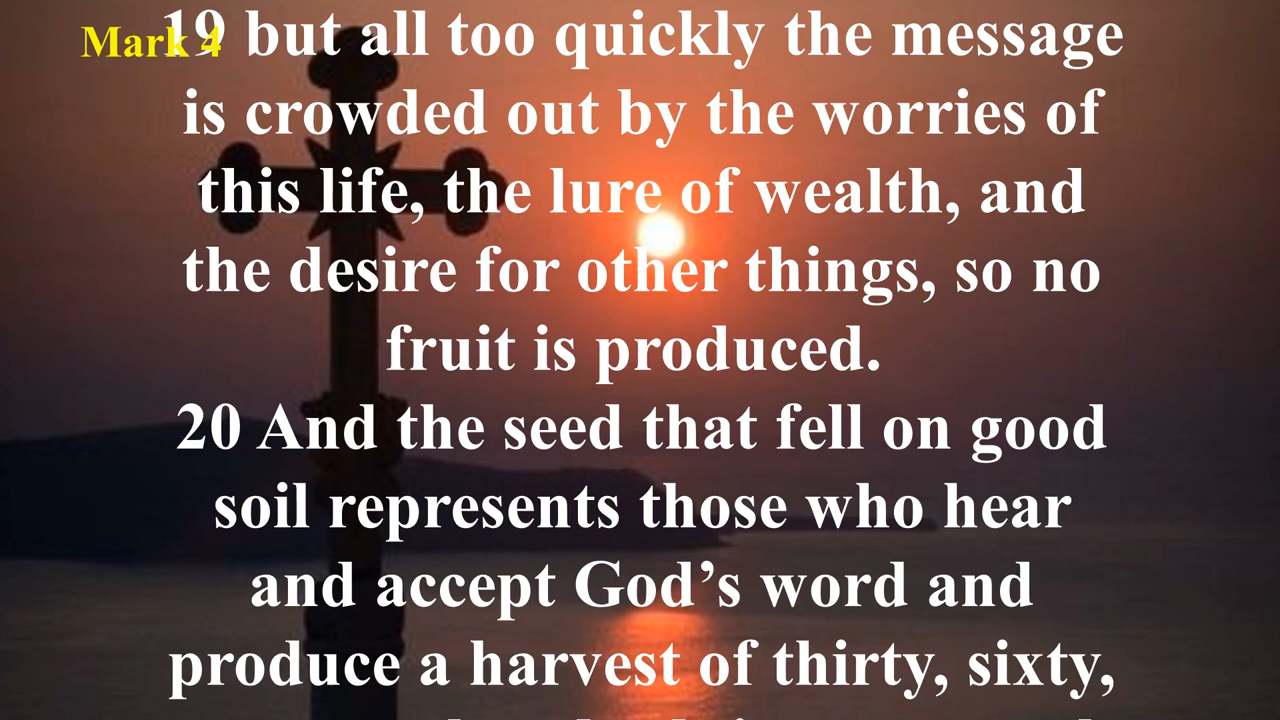 Mark 4
19 but all too quickly the message
is crowded out by the worries of
this life, the lure of wealth, and
the desire for other things, so no
fruit is produced.
20 And the seed that fell on good
soil represents those who hear
and accept God’s word and
produce a harvest of thirty, sixty,